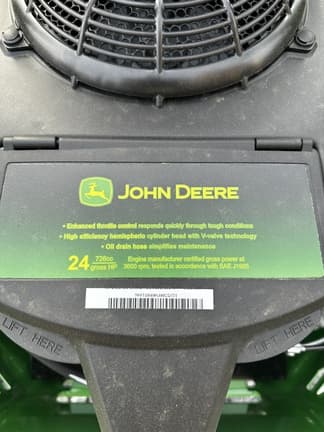 JOHN DEERE
• Enhanced throttle control responds quickly through tough conditions
• High efficiency hemispheric cylinder head with V-valve technology
• Oil drain hose simplifies maintenance
24 726cc gross HP
Engine manufacturer certified gross power at
3600 rpm, tested in accordance with SAE J1995
LIFT HERE
LIFT HERE